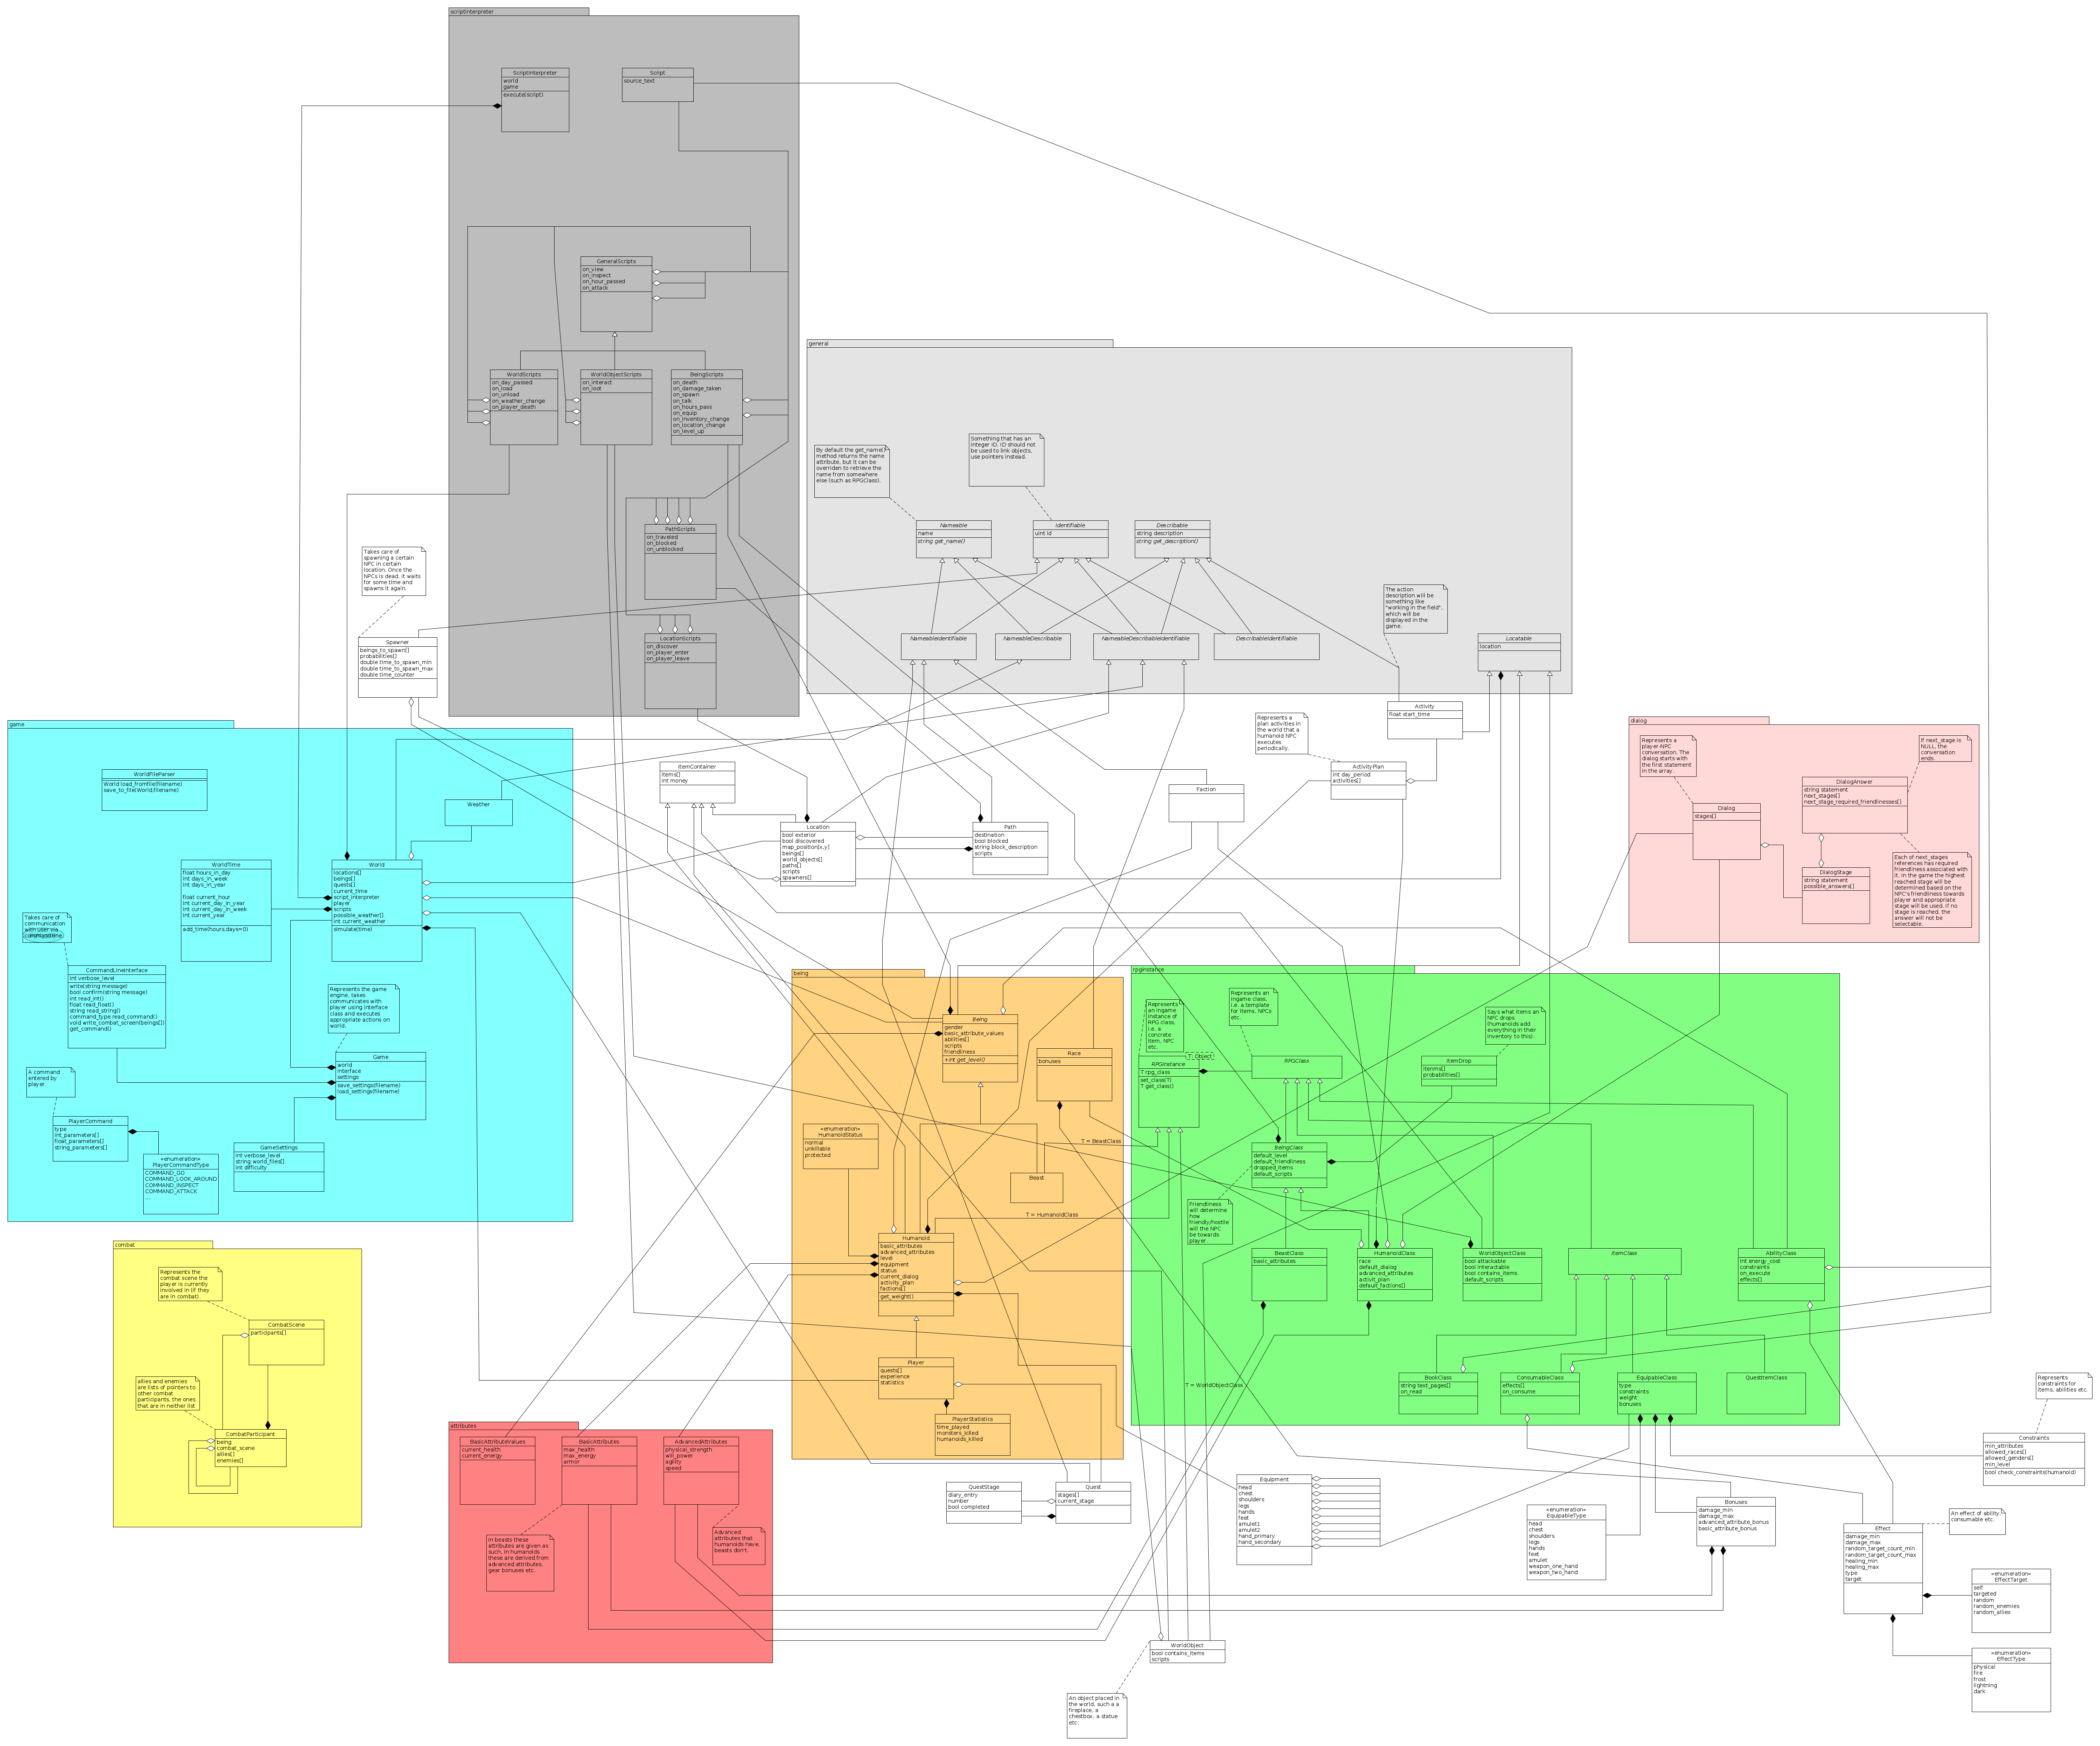 scriptInterpreter
ScriptInterpreter
world
game
execute(script)
Script
source_text
GeneralScripts
on_view
on_inspect
on_hour_passed
on_attack
WorldScripts
on_day_passed
on_load
on_unload
on_weather_change
on_player_death
WorldObjectScripts
on_interact
on_loot
BeingScripts
on_death
on_damage_taken
on_spawn
on_talk
on_hours_pass
on_equip
on_inventory_change
on_location_change
on_level_up
PathScripts
on_traveled
on_blocked
on_unblocked
LocationScripts
on_discover
on_player_enter
on_player_leave
general
By default the get_name()
method returns the name
attribute, but it can be
overriden to retrieve the
name from somewhere
else (such as RPGClass).
Something that has an
integer ID. ID should not
be used to link objects,
use pointers instead.
Nameable
name
string get_name()
Identifiable
uint id
Describable
string description
string get_description()
NameableIdentifiable
NameableDescribable
NameableDescribableIdentifiable
DescribableIdentifiable
The action
description will be
something like
"working in the field",
which will be
displayed in the
game.
Locatable
location
Takes care of
spawning a certain
NPC in certain
location. Once the
NPCs is dead, it waits
for some time and
spawns it again.
Spawner
beings_to_spawn[]
probabilities[]
double time_to_spawn_min
double time_to_spawn_max
double time_counter
Activity
float start_time
Represents a
plan activities in
the world that a
humanoid NPC
executes
periodically.
ActivityPlan
int day_period
activities[]
Faction
ItemContainer
items[]
int money
Location
bool exterior
bool discovered
map_position[x,y]
beings[]
world_objects[]
paths[]
scripts
spawners[]
Path
destination
bool blocked
string block_description
scripts
game
WorldFileParser
World load_fromfile(filename)
save_to_file(World,filename)
Weather
WorldTime
float hours_in_day
int days_in_week
int days_in_year
float current_hour
int current_day_in_year
int current_day_in_week
int current_year
add_time(hours,days=0)
World
locations[]
beings[]
quests[]
current_time
script_interpreter
player
scripts
possible_weather[]
int current_weather
simulate(time)
Takes care of
communication
with user via
CommandLineInterface
int verbose_level
write(string message)
bool confirm(string message)
int read_int()
float read_float()
string read_string()
command_type read_command()
void write_combat_screen(beings[])
get_command()
Represents the game
engine, takes
communicates with
player using interface
class and executes
appropriate actions on
world.
Game
world
interface
settings
save_settings(filename)
load_settings(filename)
A command
entered by
player.
PlayerCommand
type
int_parameters[]
float_parameters[]
string_parameters[]
«enumeration»
PlayerCommandType
COMMAND_GO
COMMAND_LOOK_AROUND
COMMAND_INSPECT
COMMAND_ATTACK
...
GameSettings
int verbose_level
string world_files[]
int difficulty
dialog
Represents a
player-NPC
conversation. The
dialog starts with
the first statement
in the array.
If next_stage is
NULL, the
conversation
ends.
DialogAnswer
string statement
next_stages[]
next_stage_required_friendlinesses[]
Dialog
stages[]
DialogStage
string statement
possible_answers[]
Each of next_stages
references has required
friendliness associated with
it, in the game the highest
reached stage will be
determined based on the
NPC's friendliness towards
player and appropriate
stage will be used. If no
stage is reached, the
answer will not be
selectable.
being
Being
gender
basic_attribute_values
abilities[]
scripts
friendliness
+int get_level()
Race
bonuses
«enumeration»
HumanoidStatus
normal
unkillable
protected
Beast
T = BeastClass
T = HumanoidClass
Humanoid
basic_attributes
advanced_attributes
level
equipment
status
current_dialog
activity_plan
factions[]
get_weight()
Player
quests[]
experience
statistics
PlayerStatistics
time_played
monsters_killed
humanoids_killed
rpginstance
Represents
an ingame
instance of
RPG class,
i.e. a
concrete
item, NPC
etc.
Represents an
ingame class,
i.e. a template
for items, NPCs
etc.
Says what items an
NPC drops
(humanoids add
everything in their
inventory to this).
T: Object
RPGInstance
T rpg_class
set_class(T)
T get_class()
RPGClass
ItemDrop
itenms[]
probabilities[]
BeingClass
default_level
default_friendliness
dropped_items
default_scripts
Friendliness
will determine
how
friendly/hostile
will the NPC
be towards
player.
BeastClass
basic_attributes
HumanoidClass
race
default_dialog
advanced_attributes
activit_plan
default_factions[]
WorldObjectClass
bool attackable
bool interactable
bool contains_items
default_scripts
ItemClass
AbilityClass
int energy_cost
constraints
on_execute
effects[]
T = WorldObjectClass
BookClass
string text_pages[]
on_read
ConsumableClass
effects[]
on_consume
EquipableClass
type
constraints
weight
bonuses
QuestItemClass
combat
Represents the
combat scene the
player is currently
involved in (if they
are in combat).
CombatScene
participants[]
allies and enemies
are lists of pointers to
other combat
participants, the ones
that are in neither list
CombatParticipant
being
combat_scene
allies[]
enemies[]
attributes
BasicAttributeValues
current_health
current_energy
BasicAttributes
max_health
max_energy
armor
AdvancedAttributes
physical_strength
will_power
agility
speed
In beasts these
attributes are given as
such, in humanoids
these are derived from
advanced attributes,
gear bonuses etc.
Advanced
attributes that
humanoids have,
beasts don't.
QuestStage
diary_entry
number
bool completed
Quest
stages[]
current_stage
Equipment
head
chest
shoulders
legs
hands
feet
amulet1
amulet2
hand_primary
hand_secondary
«enumeration»
EquipableType
head
chest
shoulders
legs
hands
feet
amulet
weapon_one_hand
weapon_two_hand
Bonuses
damage_min
damage_max
advanced_attribute_bonus
basic_attribute_bonus
Represents
constraints for
items, abilities etc.
Constraints
min_attributes
allowed_races[]
allowed_genders[]
min_level
bool check_constraints(humanoid)
An effect of ability,
consumable etc.
Effect
damage_min
damage_max
random_target_count_min
random_target_count_max
healing_min
healing_max
type
target
«enumeration»
EffectTarget
self
targeted
random
random_enemies
random_allies
«enumeration»
EffectType
physical
fire
frost
lightning
dark
WorldObject
bool contains_items
scripts
An object placed in
the world, such a a
fireplace, a
chestbox, a statue
etc.